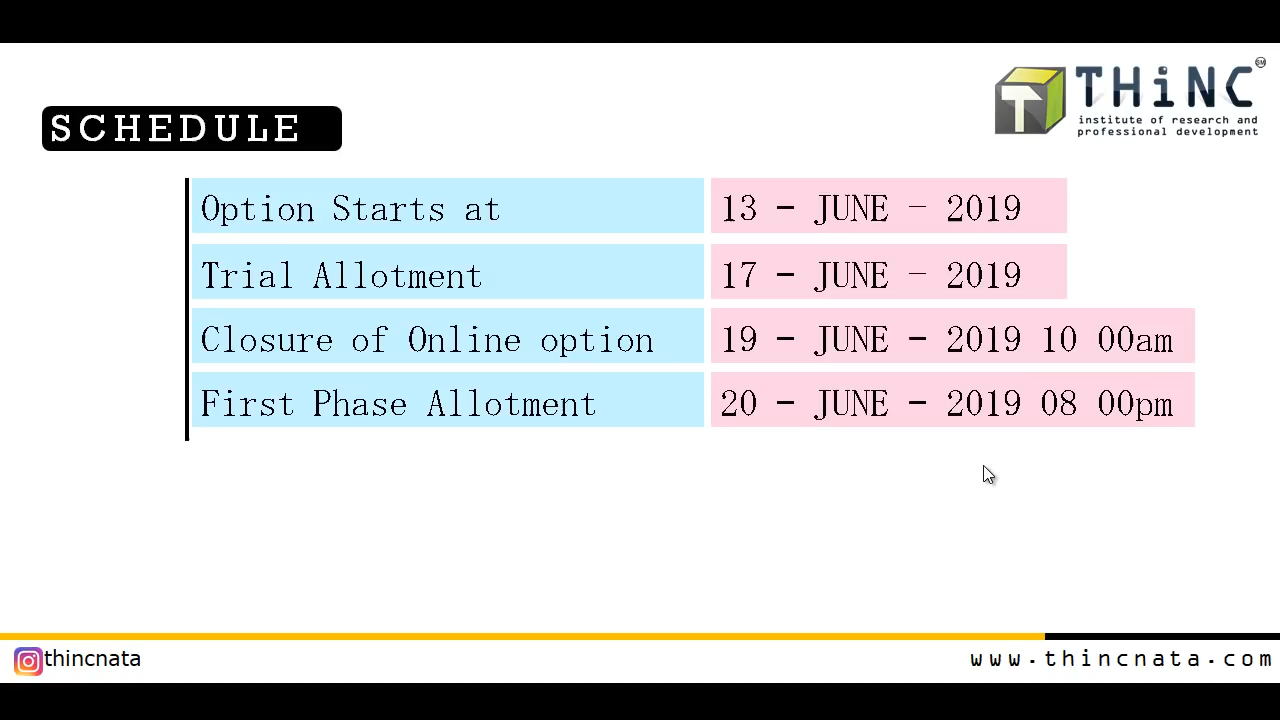 THiNC
SM
institute of research and
professional development
SCHEDULE
Option Starts at 13 - JUNE - 2019
Trial Allotment 17 - JUNE - 2019
Closure of Online option 19 - JUNE - 2019 10 00am
First Phase Allotment 20 - JUNE - 2019 08 00pm
thincnata www.thincnata.com